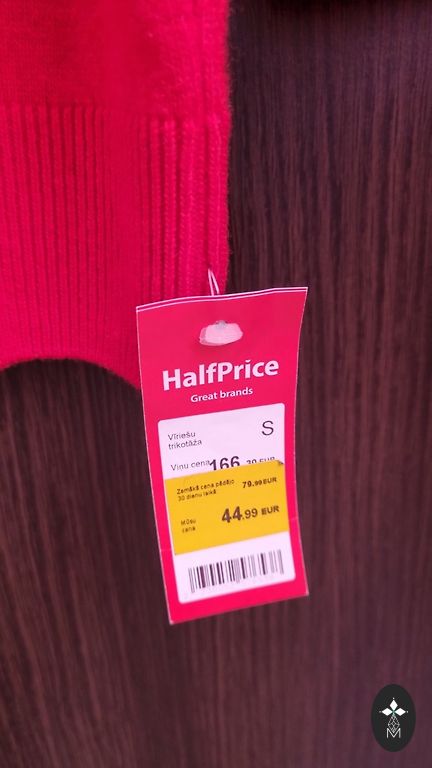 HalfPrice
Great brands
Vīriešu
trikotāža
S
Viņu cena 166
EUR
Zemākā cena pēdējo
30 dienu laikā
79.99 EUR
Mūsu
cena
44.99 EUR
M